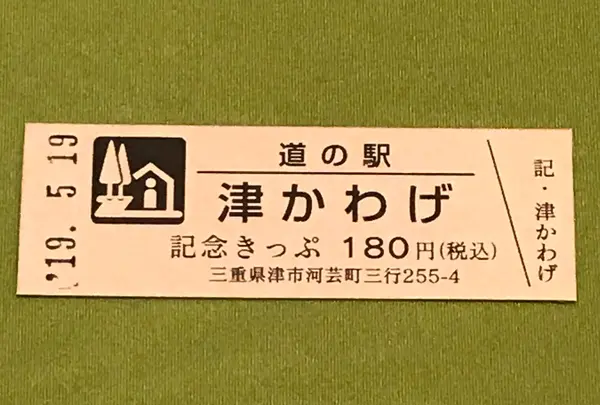 '19. 5. 19
道の駅
津かわげ
記念きっぷ 180円(税込)
三重県津市河芸町三行255-4
記・津かわげ